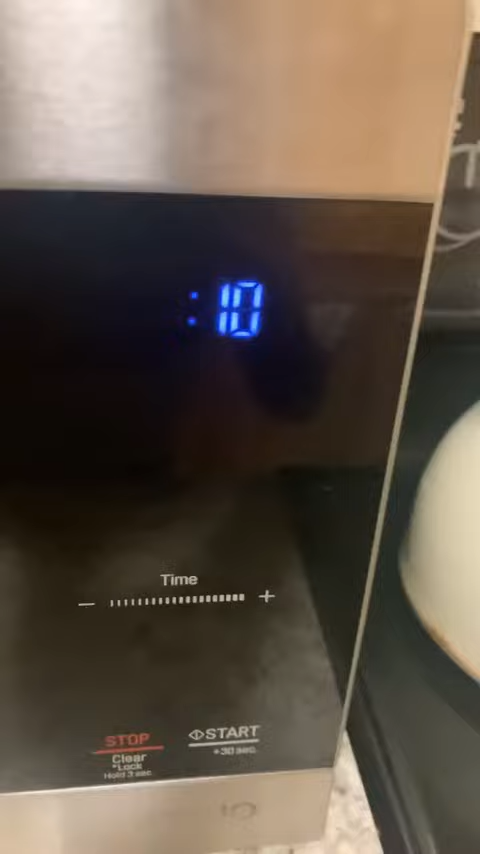 :10
Time
− +
STOP
Clear
*Lock
Hold 3 sec.
START
+30 sec.